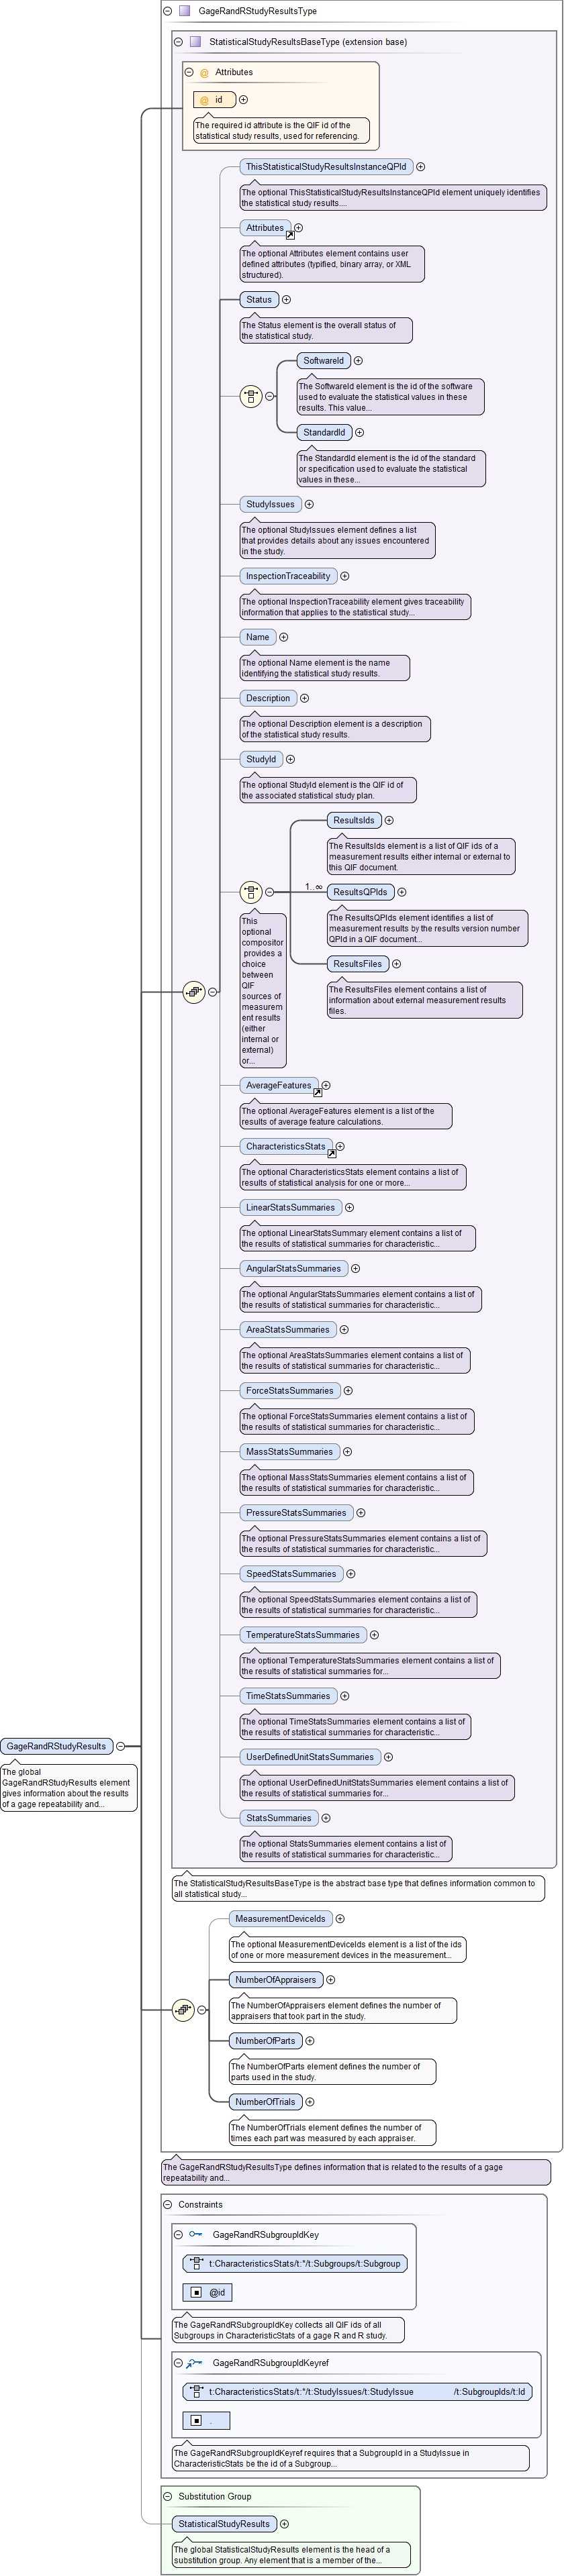 GageRandRStudyResultsType
StatisticalStudyResultsBaseType (extension base)
Attributes
@ id
The required id attribute is the QIF id of the
statistical study results, used for referencing.
ThisStatisticalStudyResultsInstanceQPId
The optional ThisStatisticalStudyResultsInstanceQPId element uniquely identifies
the statistical study results....
Attributes
The optional Attributes element contains user
defined attributes (typified, binary array, or XML
structured).
Status
The Status element is the overall status of
the statistical study.
SoftwareId
The SoftwareId element is the id of the software
used to evaluate the statistical values in these
results. This value...
StandardId
The StandardId element is the id of the standard
or specification used to evaluate the statistical
values in these...
StudyIssues
The optional StudyIssues element defines a list
that provides details about any issues encountered
in the study.
InspectionTraceability
The optional InspectionTraceability element gives traceability
information that applies to the statistical study...
Name
The optional Name element is the name
identifying the statistical study results.
Description
The optional Description element is a description
of the statistical study results.
StudyId
The optional StudyId element is the QIF id of
the associated statistical study plan.
ResultsIds
The ResultsIds element is a list of QIF ids of a
measurement results either internal or external to
this QIF document.
1..∞
ResultsQPIds
The ResultsQPIds element identifies a list of
measurement results by the results version number
QPId in a QIF document...
ResultsFiles
The ResultsFiles element contains a list of
information about external measurement results
files.
This
optional
compositor
provides a
choice
between
QIF
sources of
measurem
ent results
(either
internal or
external)
or...
AverageFeatures
The optional AverageFeatures element is a list of the
results of average feature calculations.
CharacteristicsStats
The optional CharacteristicsStats element contains a list of
results of statistical analysis for one or more...
LinearStatsSummaries
The optional LinearStatsSummary element contains a list of
the results of statistical summaries for characteristic...
AngularStatsSummaries
The optional AngularStatsSummaries element contains a list of
the results of statistical summaries for characteristic...
AreaStatsSummaries
The optional AreaStatsSummaries element contains a list of
the results of statistical summaries for characteristic...
ForceStatsSummaries
The optional ForceStatsSummaries element contains a list of
the results of statistical summaries for characteristic...
MassStatsSummaries
The optional MassStatsSummaries element contains a list of
the results of statistical summaries for characteristic...
PressureStatsSummaries
The optional PressureStatsSummaries element contains a list of
the results of statistical summaries for characteristic...
SpeedStatsSummaries
The optional SpeedStatsSummaries element contains a list of
the results of statistical summaries for characteristic...
TemperatureStatsSummaries
The optional TemperatureStatsSummaries element contains a list of
the results of statistical summaries for...
TimeStatsSummaries
The optional TimeStatsSummaries element contains a list of
the results of statistical summaries for characteristic...
UserDefinedUnitStatsSummaries
The optional UserDefinedUnitStatsSummaries element contains a list of
the results of statistical summaries for...
StatsSummaries
The optional StatsSummaries element contains a list of
the results of statistical summaries for characteristic...
GageRandRStudyResults
The global
GageRandRStudyResults element
gives information about the results
of a gage repeatability and...
The StatisticalStudyResultsBaseType is the abstract base type that defines information common to
all statistical study...
MeasurementDeviceIds
The optional MeasurementDeviceIds element is a list of the ids
of one or more measurement devices in the measurement...
NumberOfAppraisers
The NumberOfAppraisers element defines the number of
appraisers that took part in the study.
NumberOfParts
The NumberOfParts element defines the number of
parts used in the study.
NumberOfTrials
The NumberOfTrials element defines the number of
times each part was measured by each appraiser.
The GageRandRStudyResultsType defines information that is related to the results of a gage
repeatability and...
Constraints
GageRandRSubgroupIdKey
t:CharacteristicsStats/t:*/t:Subgroups/t:Subgroup
@id
The GageRandRSubgroupIdKey collects all QIF ids of all
Subgroups in CharacteristicStats of a gage R and R study.
GageRandRSubgroupIdKeyref
t:CharacteristicsStats/t:*/t:StudyIssues/t:StudyIssue /t:SubgroupIds/t:Id
.
The GageRandRSubgroupIdKeyref requires that a SubgroupId in a StudyIssue in
CharacteristicStats be the id of a Subgroup...
Substitution Group
StatisticalStudyResults
The global StatisticalStudyResults element is the head of a
substitution group. Any element that is a member of the...